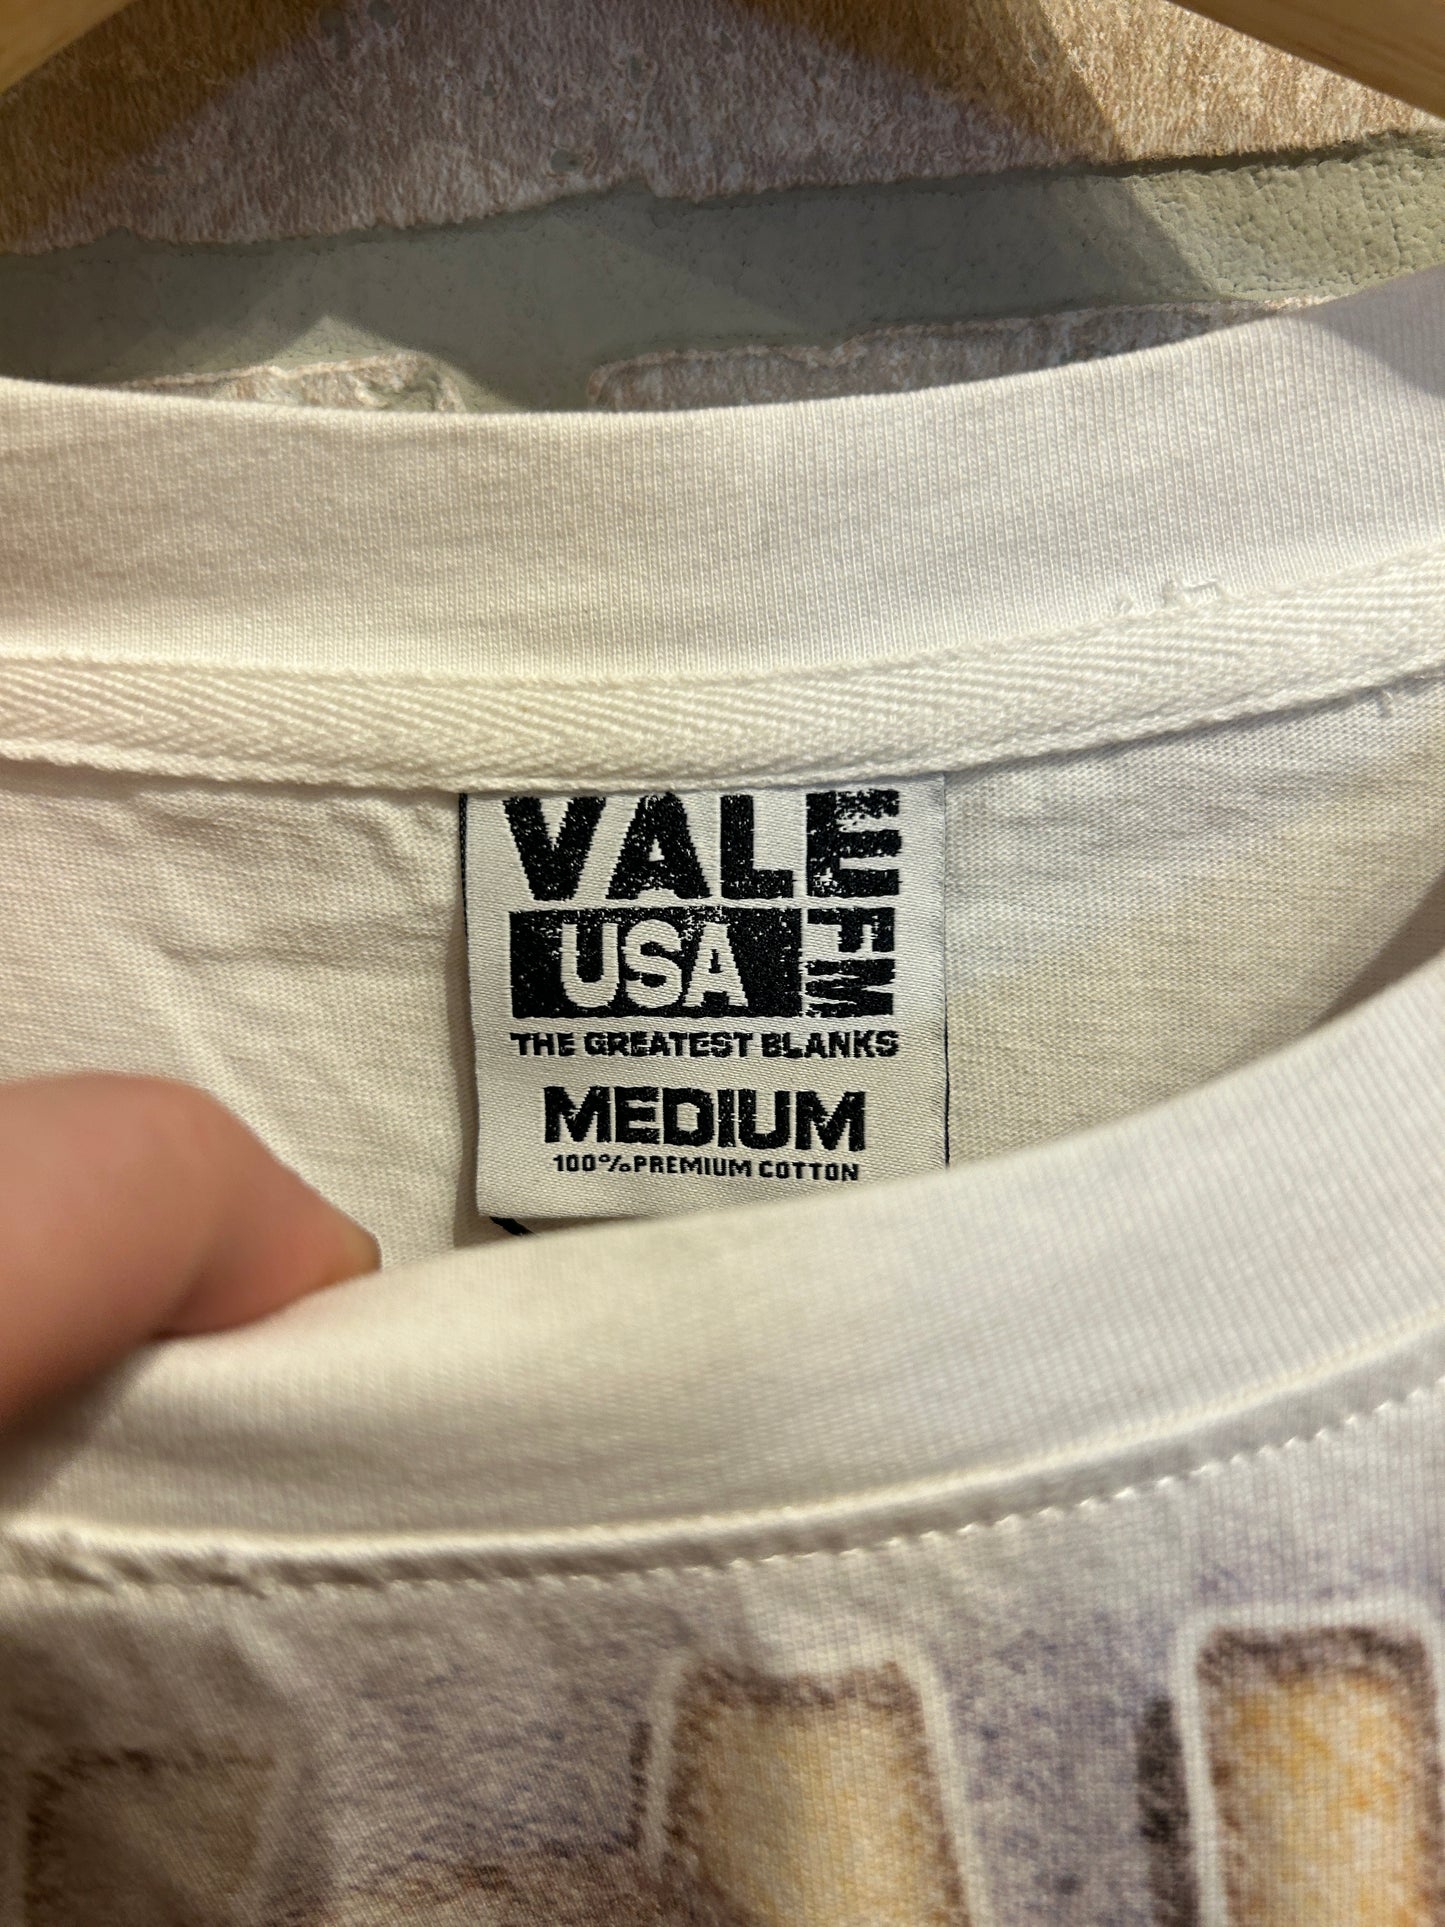 VALE
FM
USA
THE GREATEST BLANKS
MEDIUM
100% PREMIUM COTTON